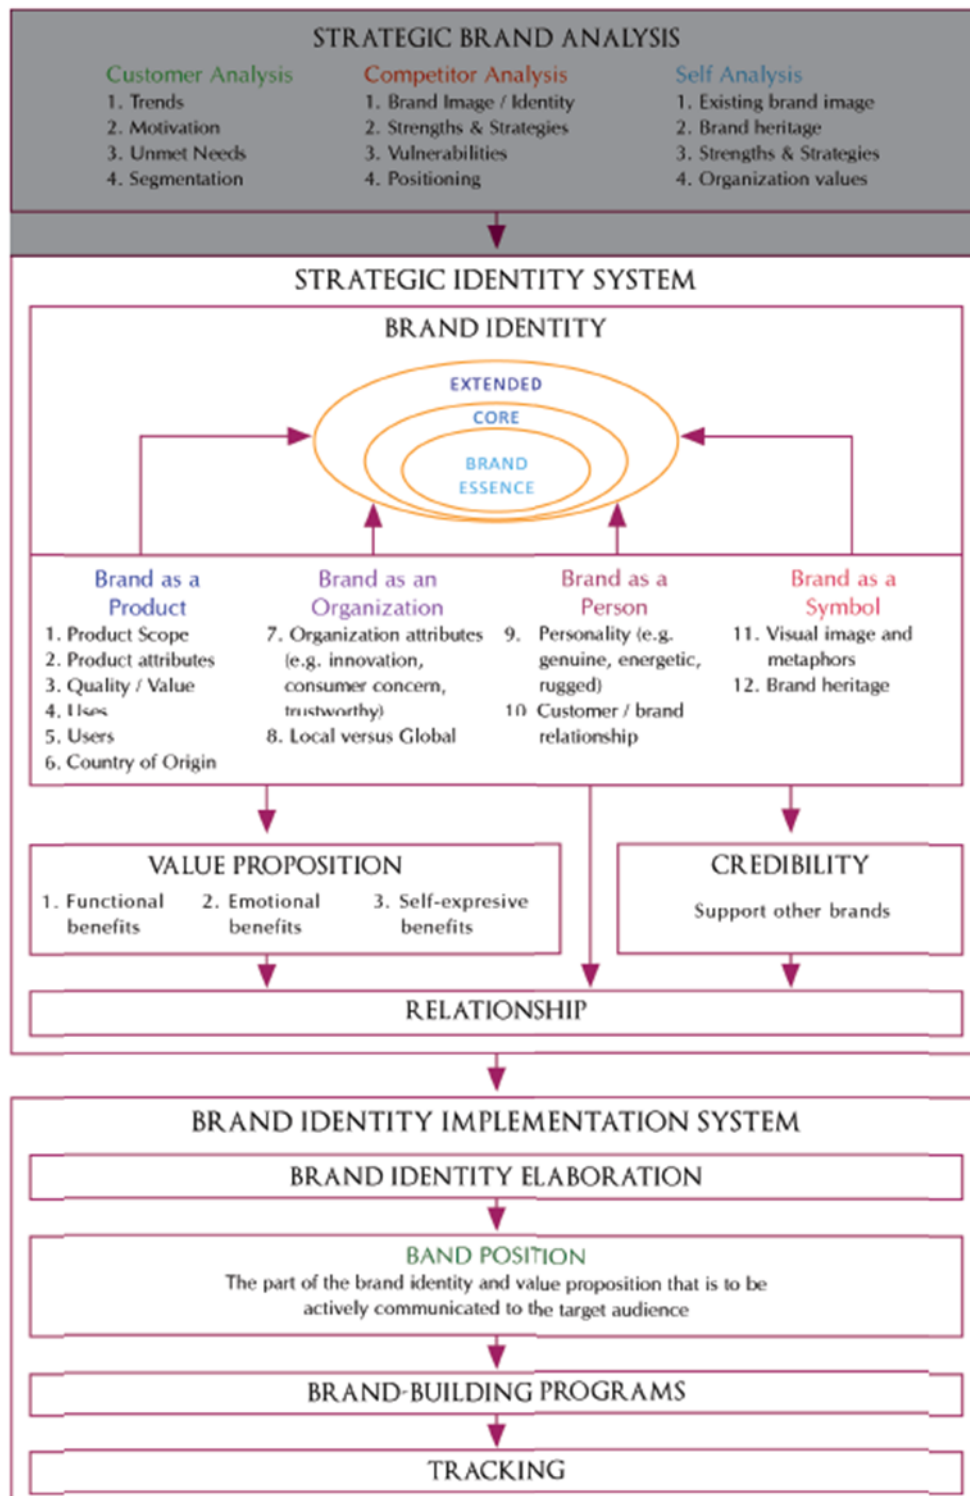 STRATEGIC BRAND ANALYSIS
Customer Analysis
1. Trends
2. Motivation
3. Unmet Needs
4. Segmentation
Competitor Analysis
1. Brand Image / Identity
2. Strengths & Strategies
3. Vulnerabilities
4. Positioning
Self Analysis
1. Existing brand image
2. Brand heritage
3. Strengths & Strategies
4. Organization values
STRATEGIC IDENTITY SYSTEM
BRAND IDENTITY
EXTENDED
CORE
BRAND
ESSENCE
Brand as a
Product
1. Product Scope
2. Product attributes
3. Quality / Value
4. Uses
5. Users
6. Country of Origin
Brand as an
Organization
7. Organization attributes
(e.g. innovation,
consumer concern,
trustworthy)
8. Local versus Global
Brand as a
Person
9. Personality (e.g.
genuine, energetic,
rugged)
10 Customer / brand
relationship
Brand as a
Symbol
11. Visual image and
metaphors
12. Brand heritage
VALUE PROPOSITION
1. Functional
benefits
2. Emotional
benefits
3. Self-expresive
benefits
CREDIBILITY
Support other brands
RELATIONSHIP
BRAND IDENTITY IMPLEMENTATION SYSTEM
BRAND IDENTITY ELABORATION
BAND POSITION
The part of the brand identity and value proposition that is to be
actively communicated to the target audience
BRAND-BUILDING PROGRAMS
TRACKING